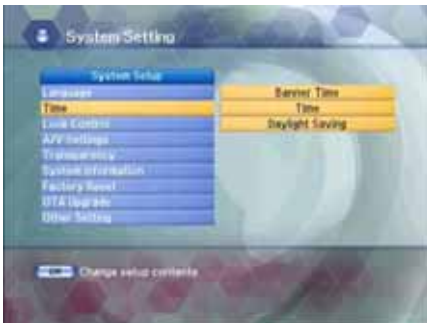 System Setting
System Setup
Language
Time
Lock Control
A/V Settings
Transparency
System Information
Factory Reset
OTA Upgrade
Other Setting
Banner Time
Time
Daylight Saving
Change setup contents